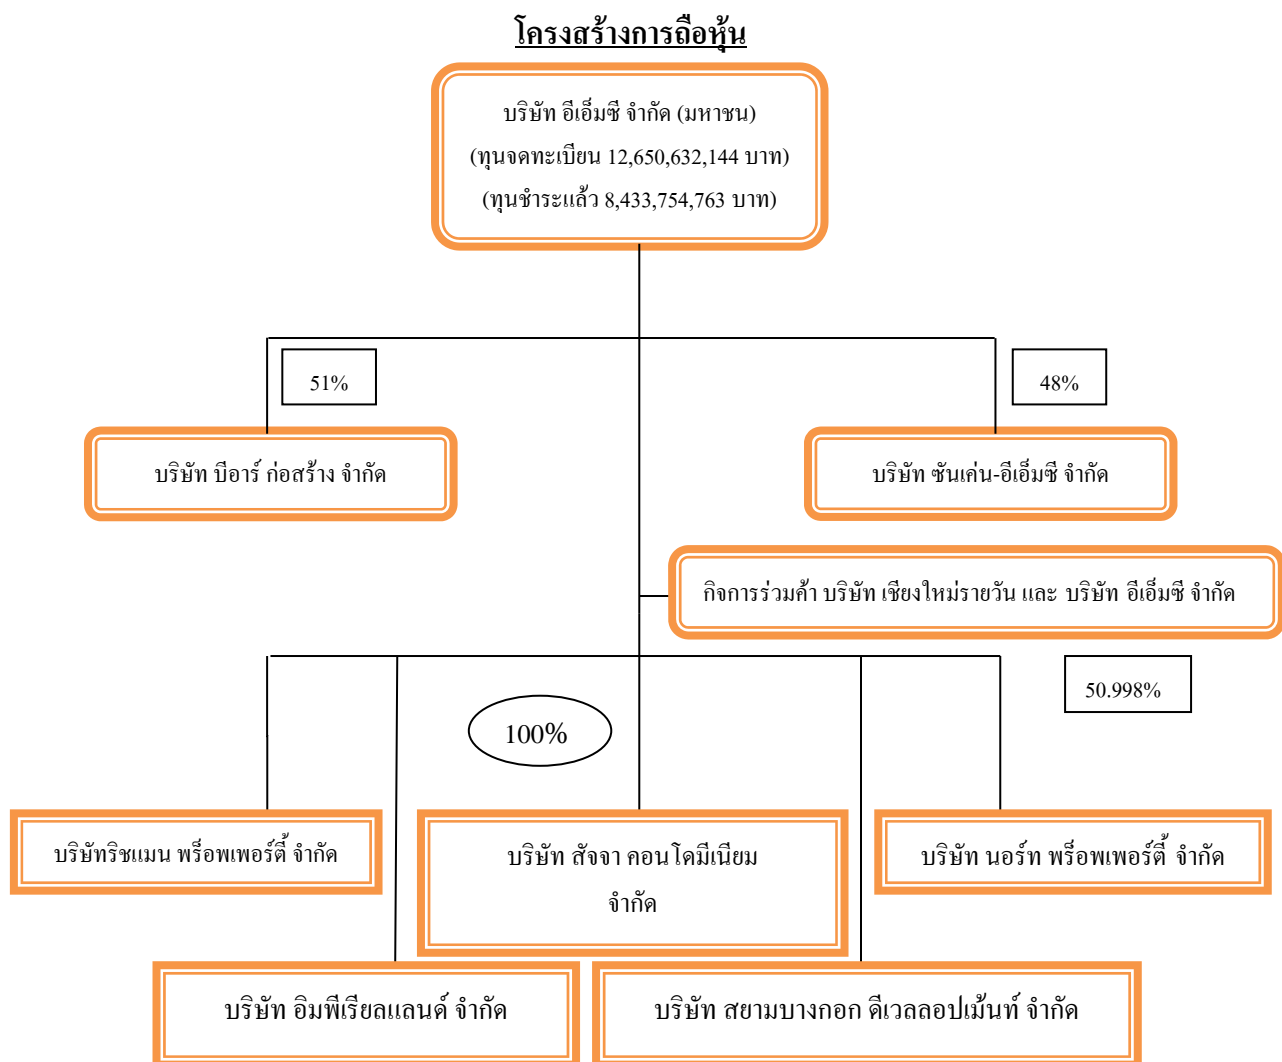 โครงสร้างการถือหุ้น
บริษัท อีเอ็มซี จำกัด (มหาชน)
(ทุนจดทะเบียน 12,650,632,144 บาท)
(ทุนชำระแล้ว 8,433,754,763 บาท)
51%
48%
บริษัท บีอาร์ ก่อสร้าง จำกัด
บริษัท ซันเค่น-อีเอ็มซี จำกัด
กิจการร่วมค้า บริษัท เชียงใหม่รายวัน และ บริษัท อีเอ็มซี จำกัด
50.998%
100%
บริษัทริชแมน พร็อพเพอร์ตี้ จำกัด
บริษัท สัจจา คอนโดมีเนียม
จำกัด
บริษัท นอร์ท พร็อพเพอร์ตี้ จำกัด
บริษัท อิมพีเรียลแลนด์ จำกัด
บริษัท สยามบางกอก ดีเวลลอปเม้นท์ จำกัด